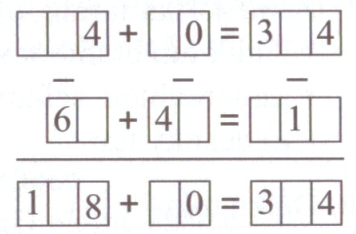 4 + 0 = 3 4
− − −
6 + 4 = 1
1 8 + 0 = 3 4